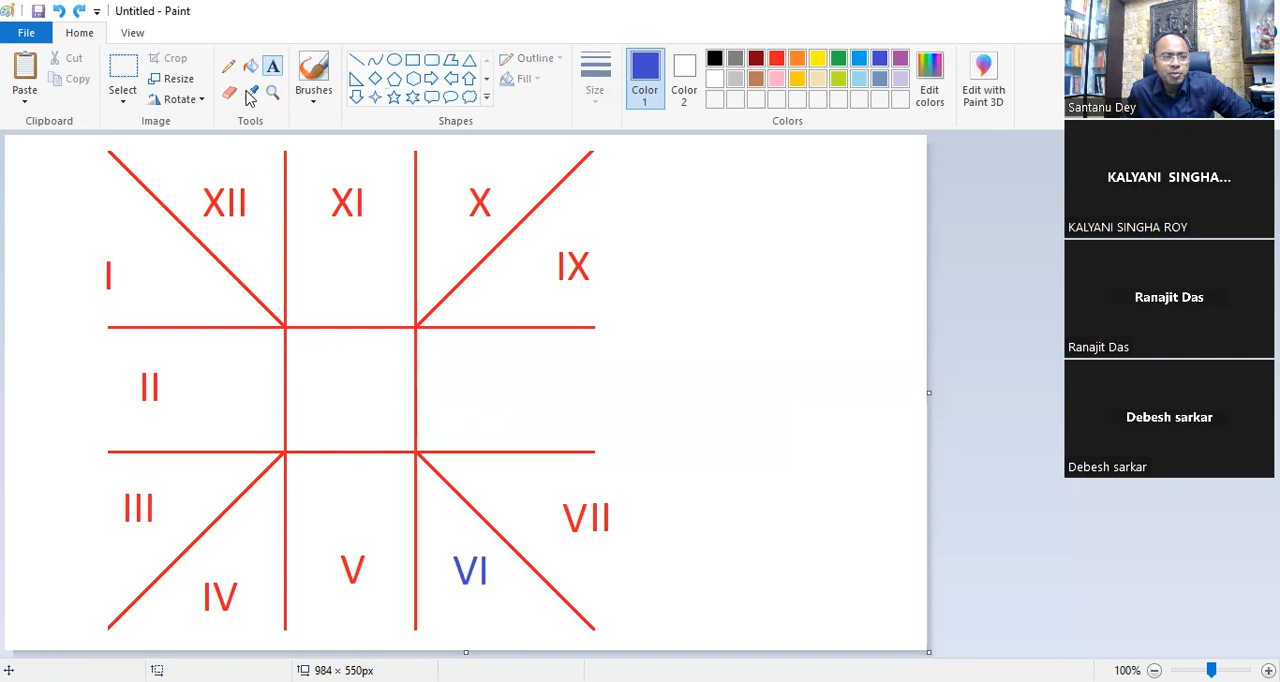 Untitled - Paint
File
Home
View
Paste
Cut
Copy
Clipboard
Select
Crop
Resize
Rotate
Image
A
Tools
Brushes
Outline
Fill
Shapes
Size
Color
1
Color
2
Edit
colors
Edit with
Paint 3D
Colors
XII
XI
X
I
IX
II
III
VII
IV
V
VI
Santanu Dey
KALYANI SINGHA...
KALYANI SINGHA ROY
Ranajit Das
Ranajit Das
Debesh sarkar
Debesh sarkar
984 × 550px
100%